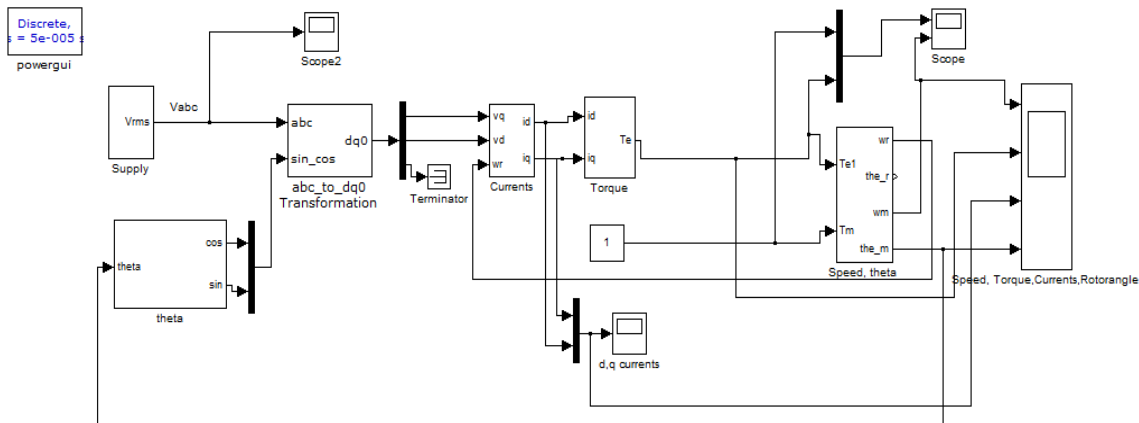 Discrete,
s = 5e-005 s
powergui
Scope2
Scope
Vabc
Vrms
Supply
abc
sin_cos
dq0
abc_to_dq0
Transformation
vq
vd
wr
id
iq
Currents
Terminator
id
iq
Te
Torque
Te1
Tm
wr
the_r
wm
the_m
Speed, theta
1
Speed, Torque,Currents,Rotorangle
theta
cos
sin
theta
d,q currents